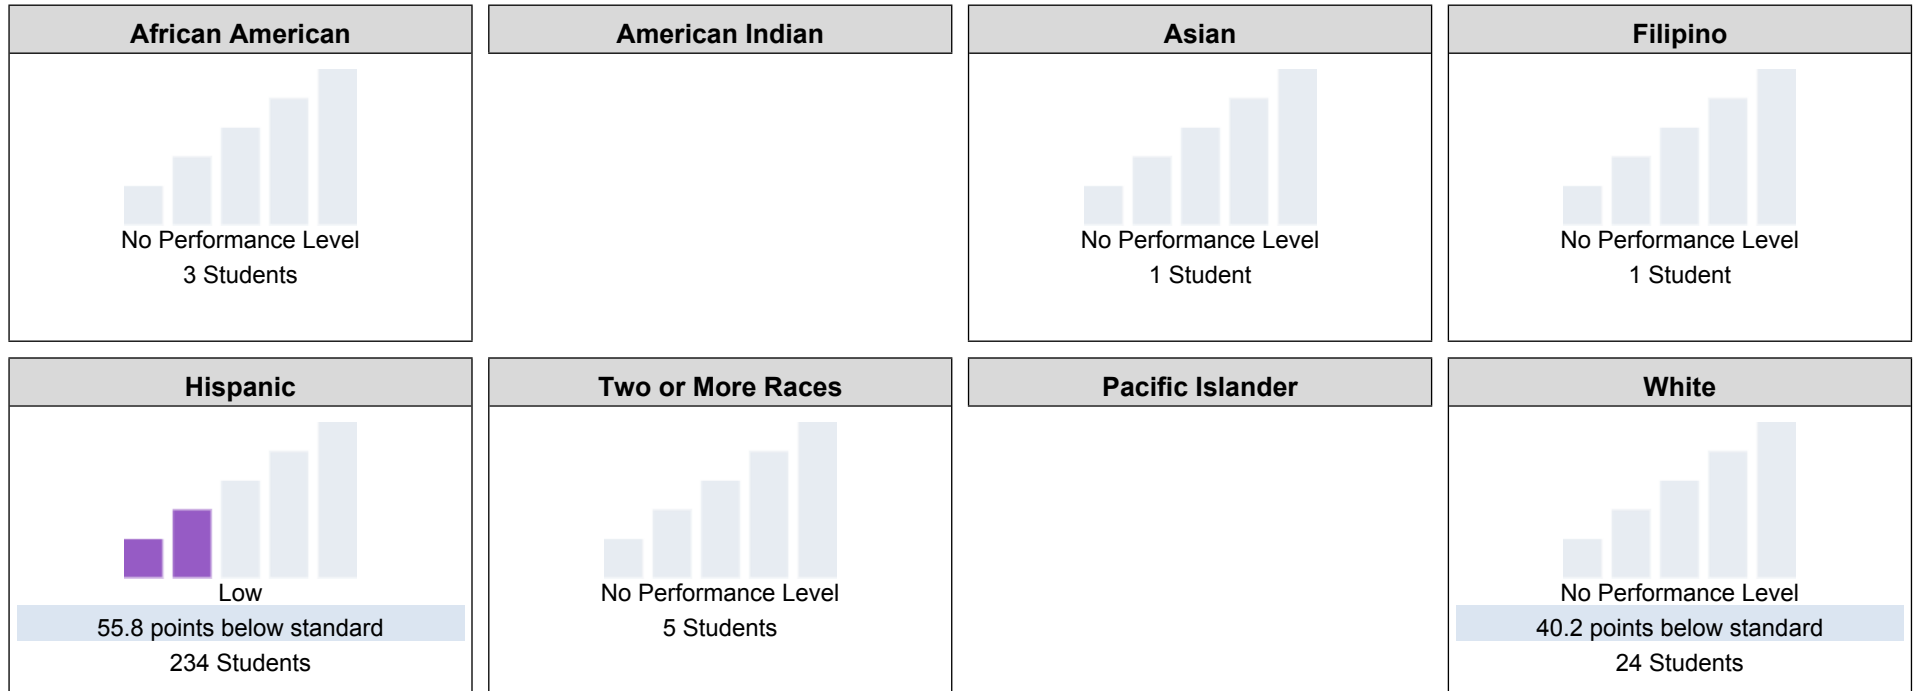 African American
American Indian
Asian
Filipino
No Performance Level
3 Students
No Performance Level
1 Student
No Performance Level
1 Student
Hispanic
Two or More Races
Pacific Islander
White
Low
55.8 points below standard
234 Students
No Performance Level
5 Students
No Performance Level
40.2 points below standard
24 Students